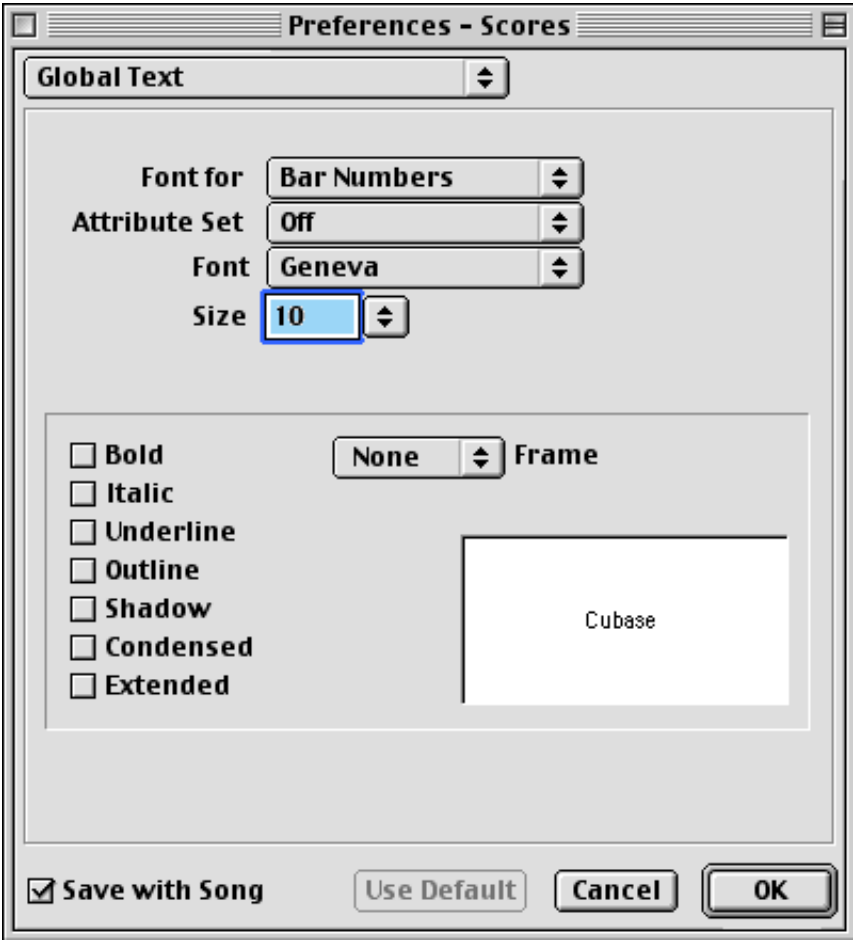 Preferences – Scores
Global Text
Font for Bar Numbers
Attribute Set Off
Font Geneva
Size 10
Bold None Frame
Italic
Underline
Outline
Shadow
Cubase
Condensed
Extended
Save with Song Use Default Cancel OK